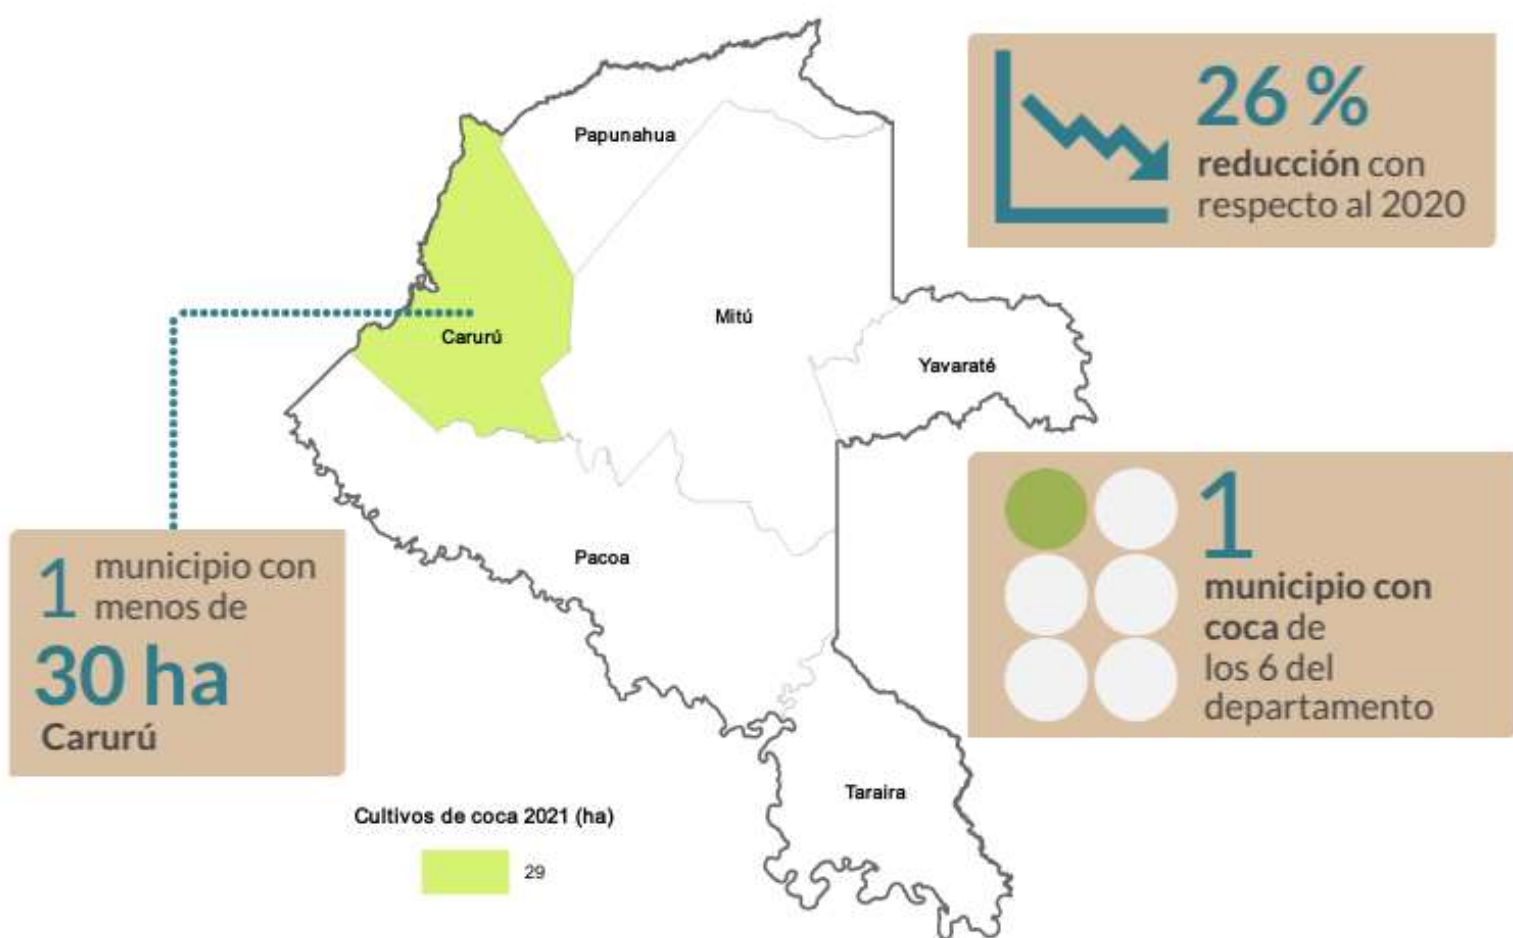 26 %
reducción con
respecto al 2020
Papunahua
Mitú
Carurú
Yavaraté
Pacoa
Taraira
1 municipio con
menos de
30 ha
Carurú
1
municipio con
coca de
los 6 del
departamento
Cultivos de coca 2021 (ha)
29